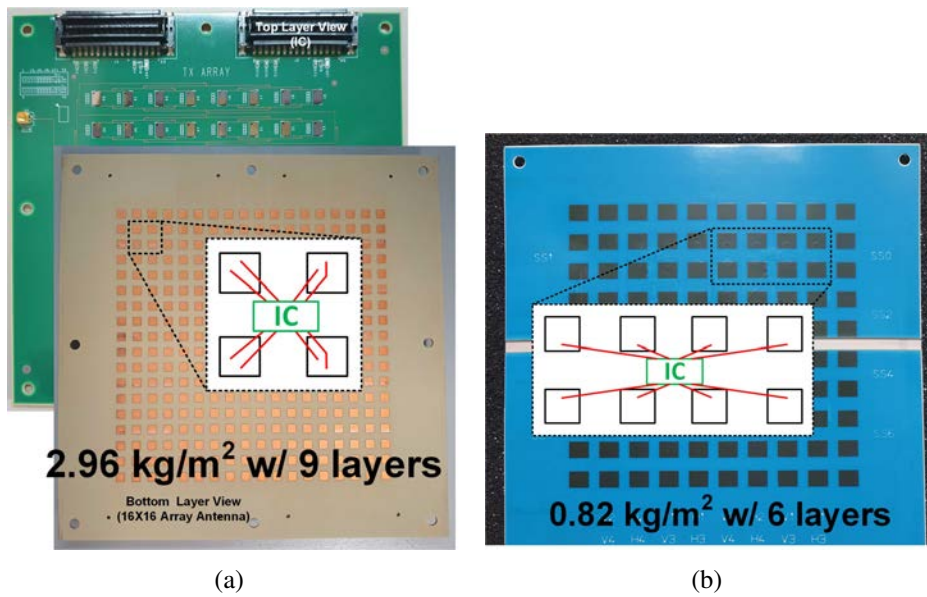 Top Layer View
(IC)
TX ARRAY
IC
2.96 kg/m² w/ 9 layers
Bottom Layer View
(16X16 Array Antenna)
(a)
SS1
SS0
SS2
IC
SS4
SS6
0.82 kg/m² w/ 6 layers
V4 H4 V3 H3 V4 H4 V3 H3
(b)